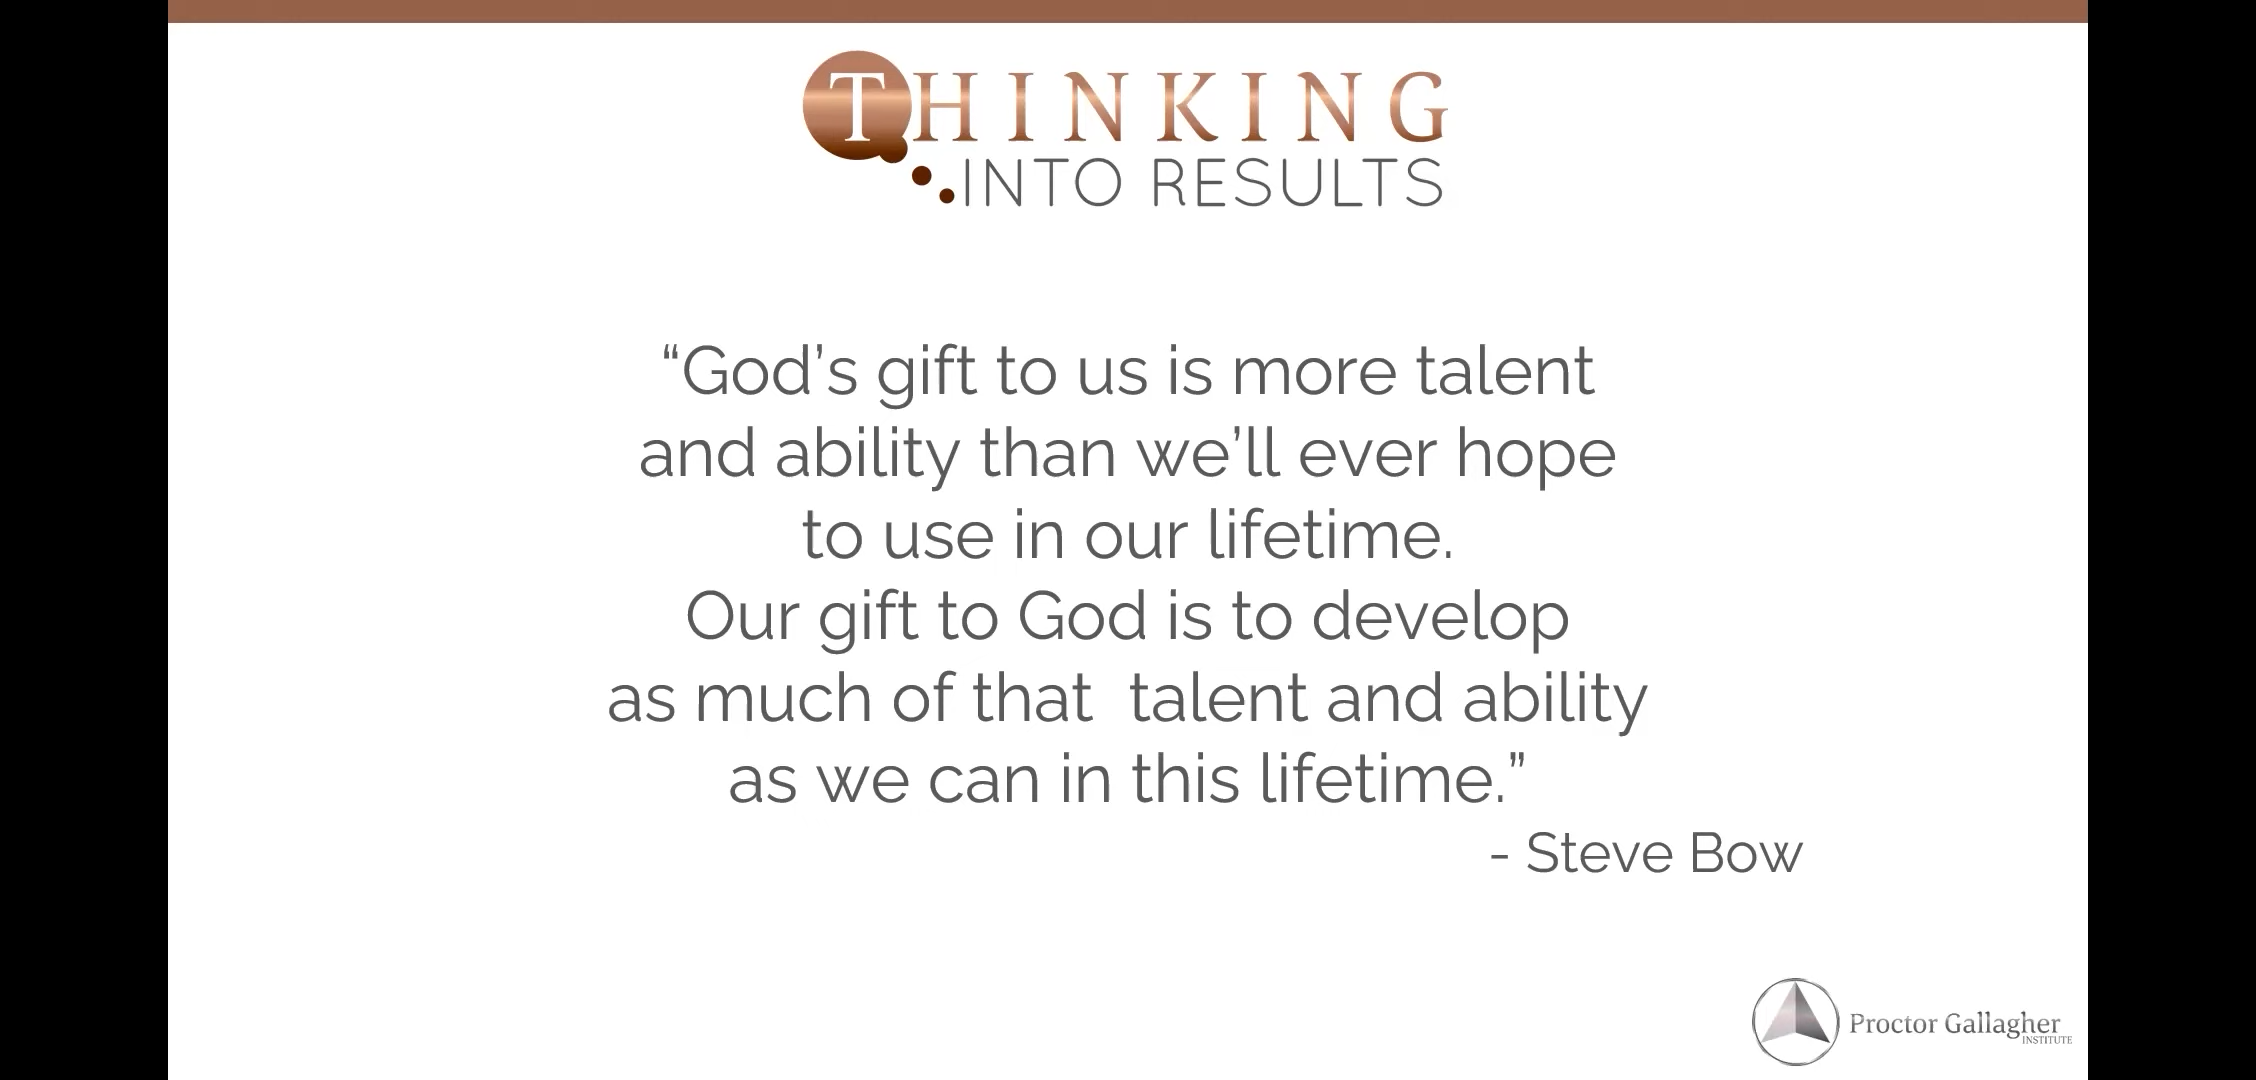 THINKING
INTO RESULTS
“God’s gift to us is more talent
and ability than we’ll ever hope
to use in our lifetime.
Our gift to God is to develop
as much of that  talent and ability
as we can in this lifetime.”
- Steve Bow
Proctor Gallagher
INSTITUTE